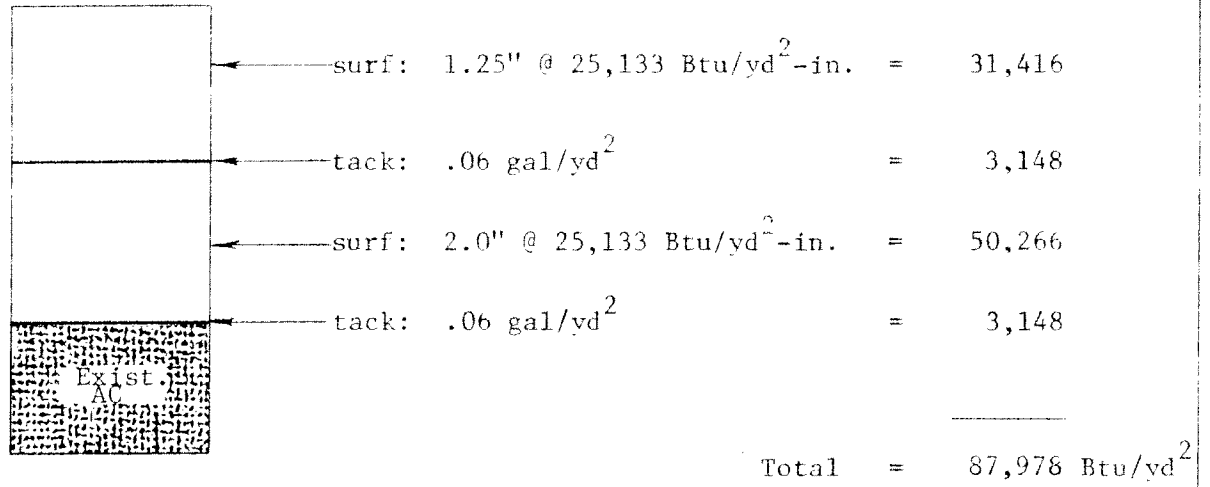 surf: 1.25" @ 25,133 Btu/yd²-in. = 31,416
tack: .06 gal/yd² = 3,148
surf: 2.0" @ 25,133 Btu/yd²-in. = 50,266
tack: .06 gal/yd² = 3,148
Exist.
AC
Total = 87,978 Btu/yd²